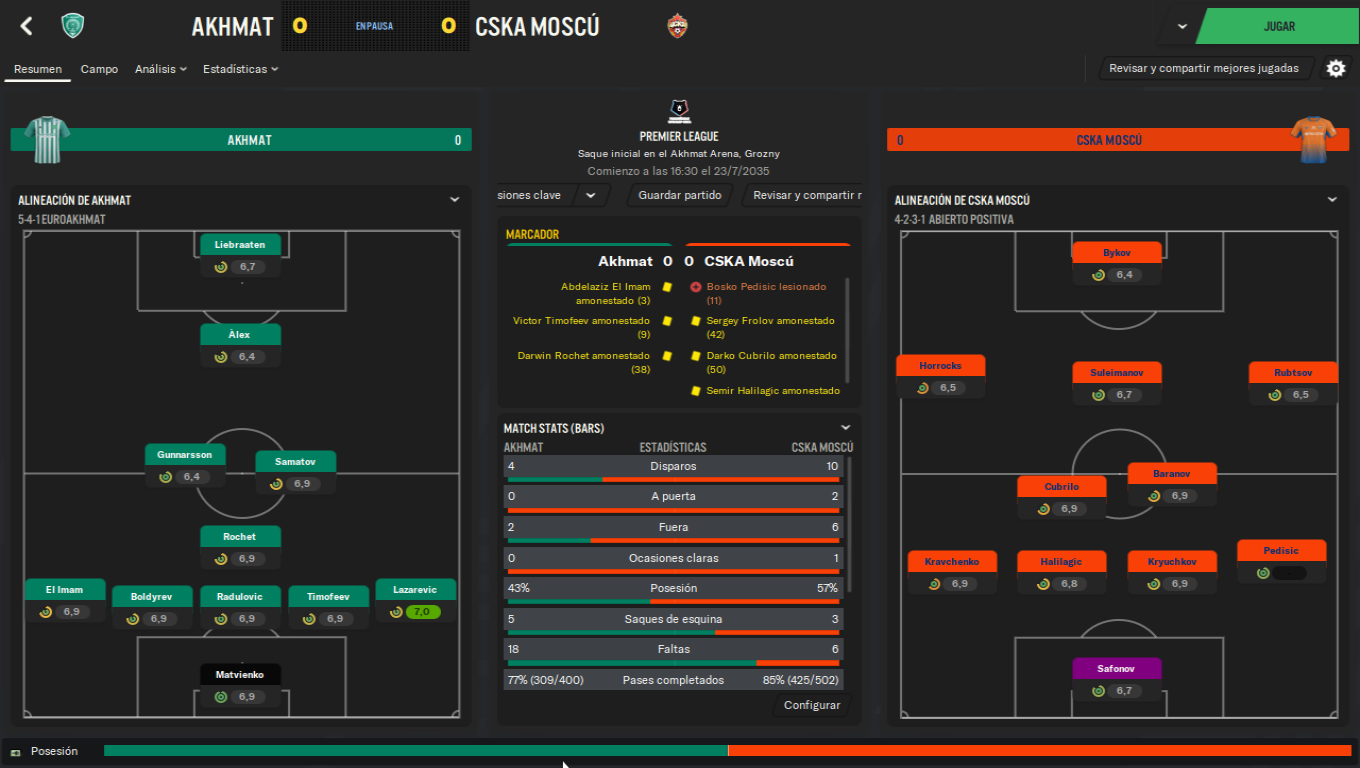 AKHMAT
0
EN PAUSA
0
CSKA MOSCÚ
JUGAR
Resumen
Campo
Análisis
Estadísticas
Revisar y compartir mejores jugadas
AKHMAT
0
PREMIER LEAGUE
Saque inicial en el Akhmat Arena, Grozny
Comienzo a las 16:30 el 23/7/2035
0
CSKA MOSCÚ
siones clave
Guardar partido
Revisar y compartir r
ALINEACIÓN DE AKHMAT
5-4-1 EUROAKHMAT
Liebraaten
6,7
Àlex
6,4
Gunnarsson
6,4
Samatov
6,9
Rochet
6,9
El Imam
6,9
Boldyrev
6,9
Radulovic
6,9
Timofeev
6,9
Lazarevic
7,0
Matvienko
6,9
MARCADOR
Akhmat 0 0 CSKA Moscú
Abdelaziz El Imam
amonestado (3)
Bosko Pedisic lesionado
(11)
Victor Timofeev amonestado
(9)
Sergey Frolov amonestado
(42)
Darwin Rochet amonestado
(38)
Darko Cubrilo amonestado
(50)
Semir Halilagic amonestado
MATCH STATS (BARS)
AKHMAT ESTADÍSTICAS CSKA MOSCÚ
4 Disparos 10
0 A puerta 2
2 Fuera 6
0 Ocasiones claras 1
43% Posesión 57%
5 Saques de esquina 3
18 Faltas 6
77% (309/400) Pases completados 85% (425/502)
Configurar
ALINEACIÓN DE CSKA MOSCÚ
4-2-3-1 ABIERTO POSITIVA
Bykov
6,4
Horrocks
6,5
Suleimanov
6,7
Rubtsov
6,5
Cubrilo
6,9
Baranov
6,9
Kravchenko
6,9
Halilagic
6,8
Kryuchkov
6,9
Pedisic
Safonov
6,7
Posesión